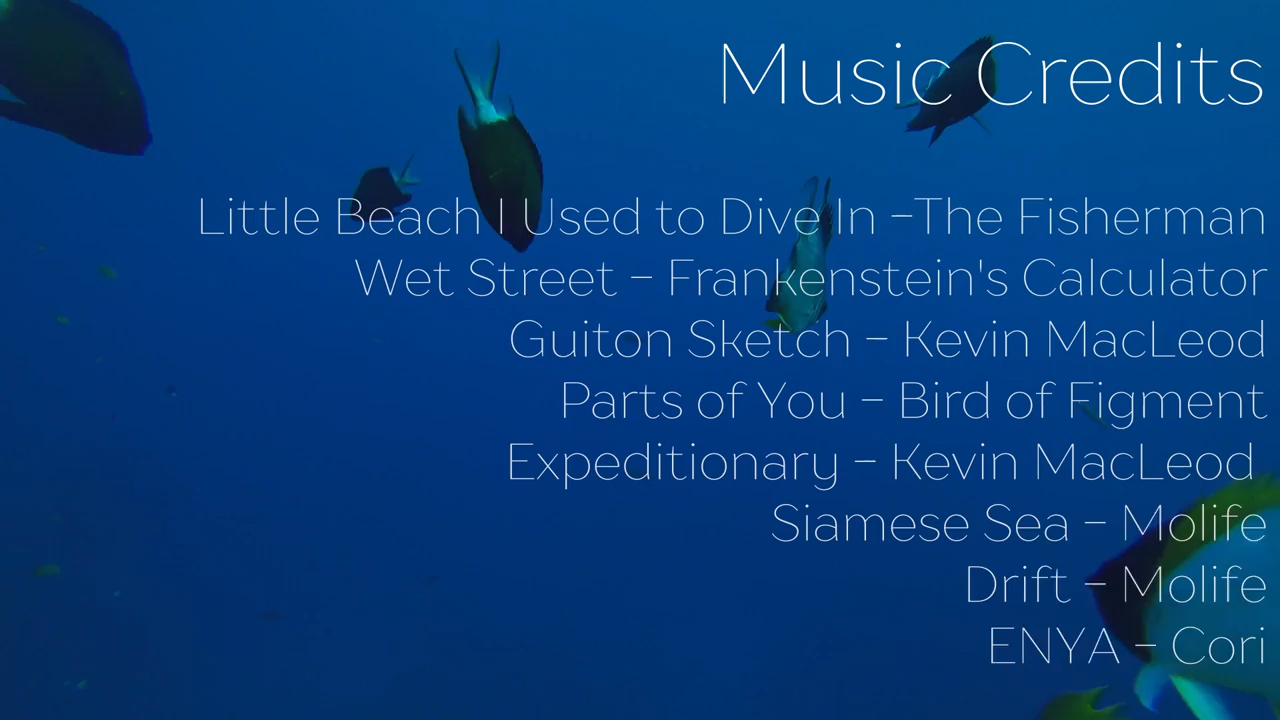 Music Credits
Little Beach I Used to Dive In –The Fisherman
Wet Street – Frankenstein's Calculator
Guiton Sketch – Kevin MacLeod
Parts of You – Bird of Figment
Expeditionary – Kevin MacLeod
Siamese Sea – Molife
Drift – Molife
ENYA – Cori